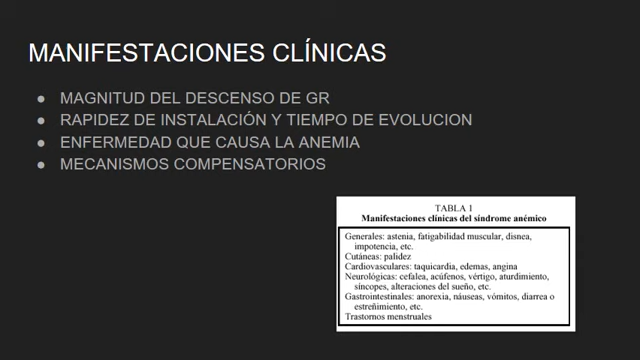 MANIFESTACIONES CLÍNICAS
● MAGNITUD DEL DESCENSO DE GR
● RAPIDEZ DE INSTALACIÓN Y TIEMPO DE EVOLUCION
● ENFERMEDAD QUE CAUSA LA ANEMIA
● MECANISMOS COMPENSATORIOS
TABLA 1
Manifestaciones clínicas del síndrome anémico
Generales: astenia, fatigabilidad muscular, disnea,
impotencia, etc.
Cutáneas: palidez
Cardiovasculares: taquicardia, edemas, angina
Neurológicas: cefalea, acúfenos, vértigo, aturdimiento,
síncopes, alteraciones del sueño, etc.
Gastrointestinales: anorexia, náuseas, vómitos, diarrea o
estreñimiento, etc.
Trastornos menstruales